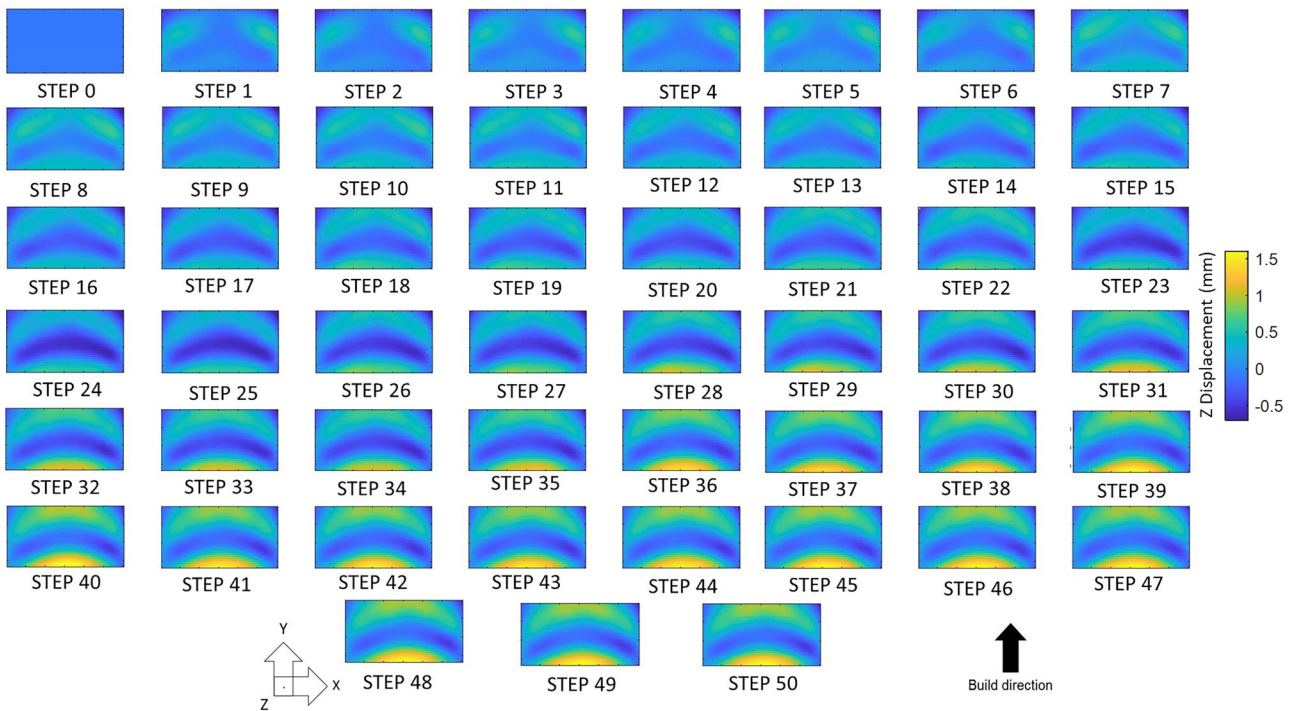 STEP 0 STEP 1 STEP 2 STEP 3 STEP 4 STEP 5 STEP 6 STEP 7
STEP 8 STEP 9 STEP 10 STEP 11 STEP 12 STEP 13 STEP 14 STEP 15
STEP 16 STEP 17 STEP 18 STEP 19 STEP 20 STEP 21 STEP 22 STEP 23
STEP 24 STEP 25 STEP 26 STEP 27 STEP 28 STEP 29 STEP 30 STEP 31
STEP 32 STEP 33 STEP 34 STEP 35 STEP 36 STEP 37 STEP 38 STEP 39
STEP 40 STEP 41 STEP 42 STEP 43 STEP 44 STEP 45 STEP 46 STEP 47
STEP 48 STEP 49 STEP 50
Z Displacement (mm)
1.5
1
0.5
0
-0.5
Y
X
Z
Build direction